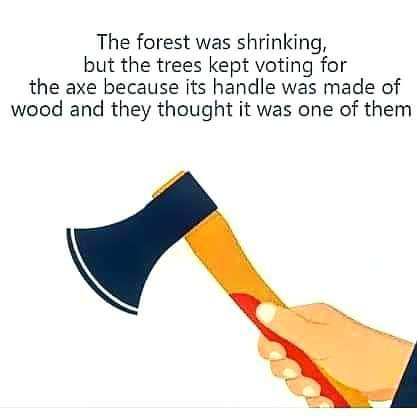 The forest was shrinking,
but the trees kept voting for
the axe because its handle was made of
wood and they thought it was one of them